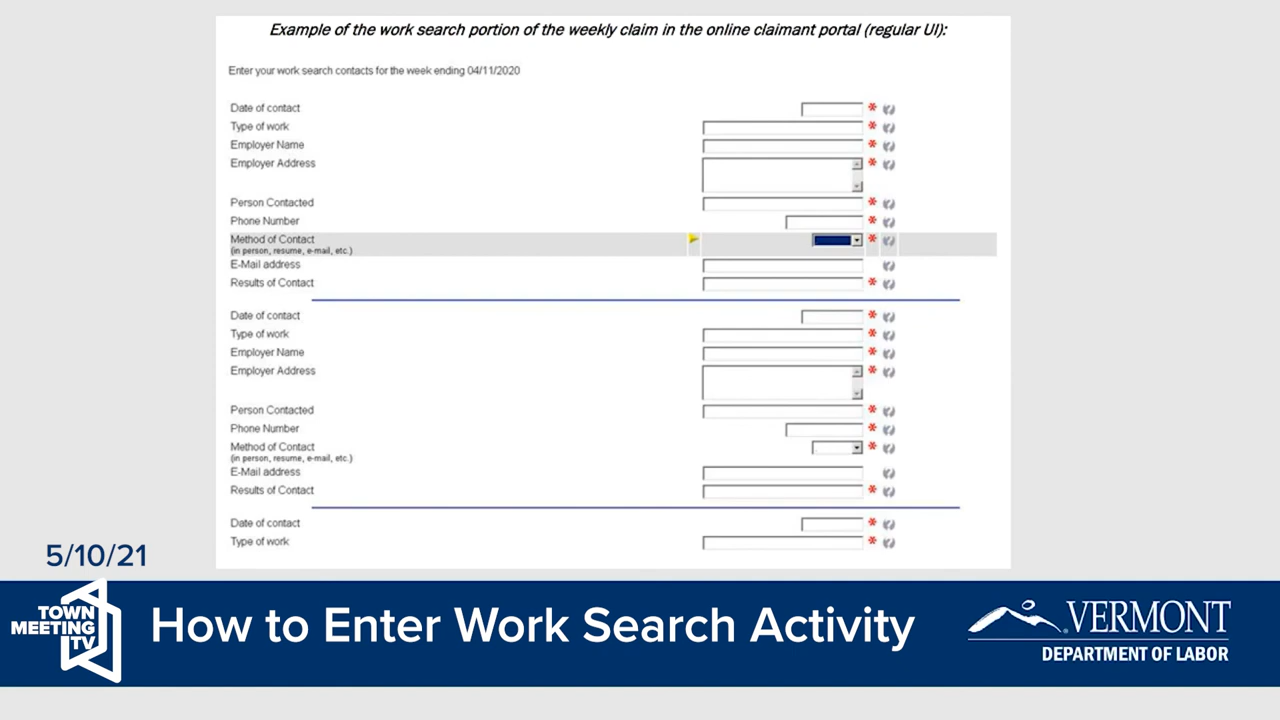 Example of the work search portion of the weekly claim in the online claimant portal (regular UI):
Enter your work search contacts for the week ending 04/11/2020
Date of contact *
Type of work *
Employer Name *
Employer Address *
Person Contacted *
Phone Number *
Method of Contact *
(in person, resume, e-mail, etc.)
E-Mail address
Results of Contact *
Date of contact *
Type of work *
Employer Name *
Employer Address *
Person Contacted *
Phone Number *
Method of Contact *
(in person, resume, e-mail, etc.)
E-Mail address
Results of Contact *
Date of contact *
Type of work *
5/10/21
TOWN
MEETING
TV
How to Enter Work Search Activity
VERMONT
DEPARTMENT OF LABOR